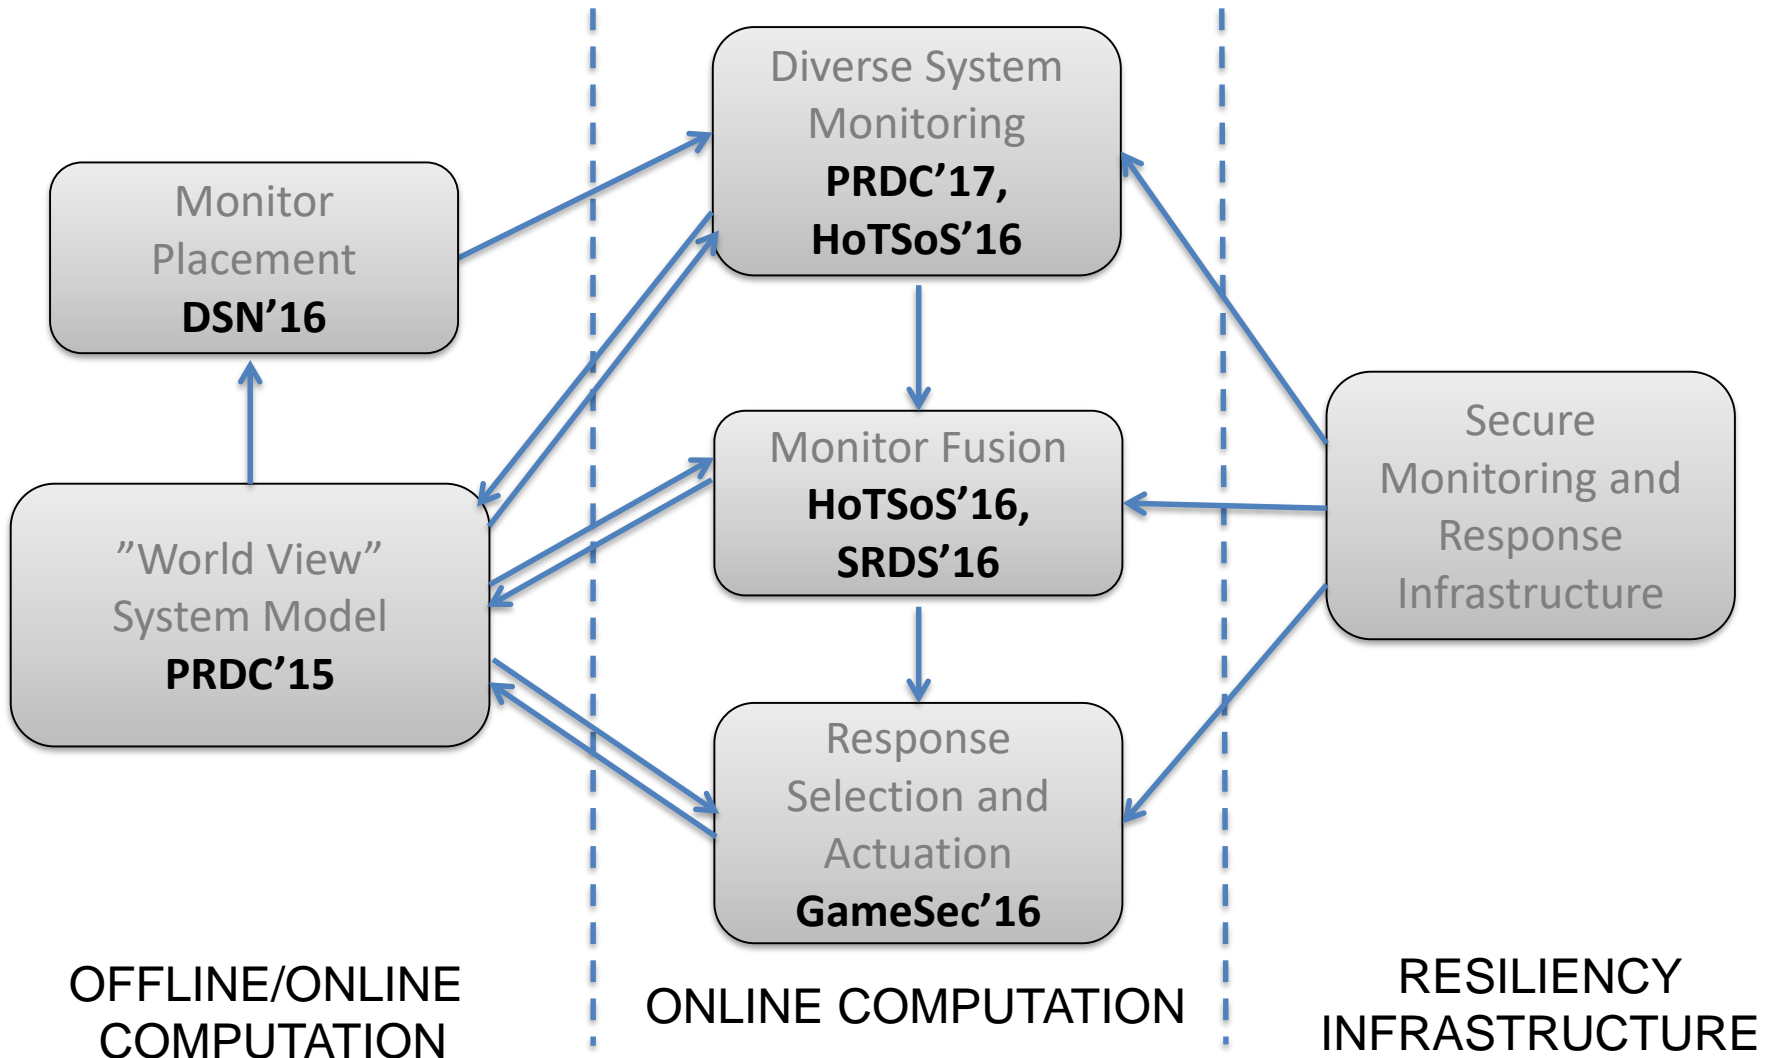 Monitor
Placement
DSN’16
”World View”
System Model
PRDC’15
OFFLINE/ONLINE
COMPUTATION
Diverse System
Monitoring
PRDC’17,
HoTSoS’16
Monitor Fusion
HoTSoS’16,
SRDS’16
Response
Selection and
Actuation
GameSec’16
ONLINE COMPUTATION
Secure
Monitoring and
Response
Infrastructure
RESILIENCY
INFRASTRUCTURE